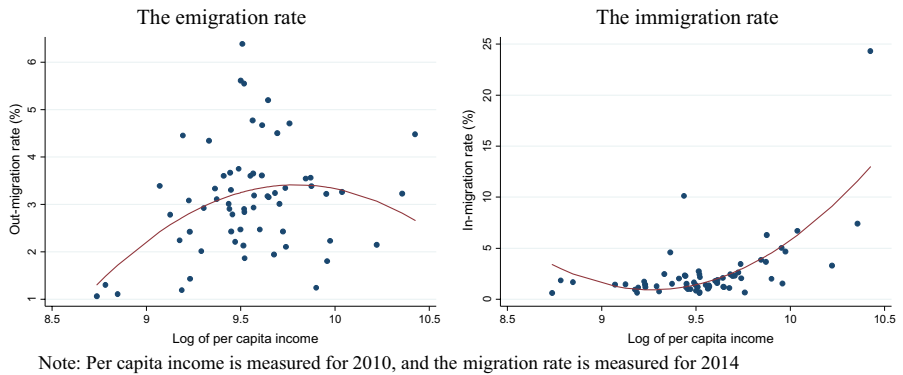 The emigration rate
The immigration rate
Out-migration rate (%)
6
5
4
3
2
1
8.5 9 9.5 10 10.5
Log of per capita income
In-migration rate (%)
25
20
15
10
5
0
8.5 9 9.5 10 10.5
Log of per capita income
Note: Per capita income is measured for 2010, and the migration rate is measured for 2014